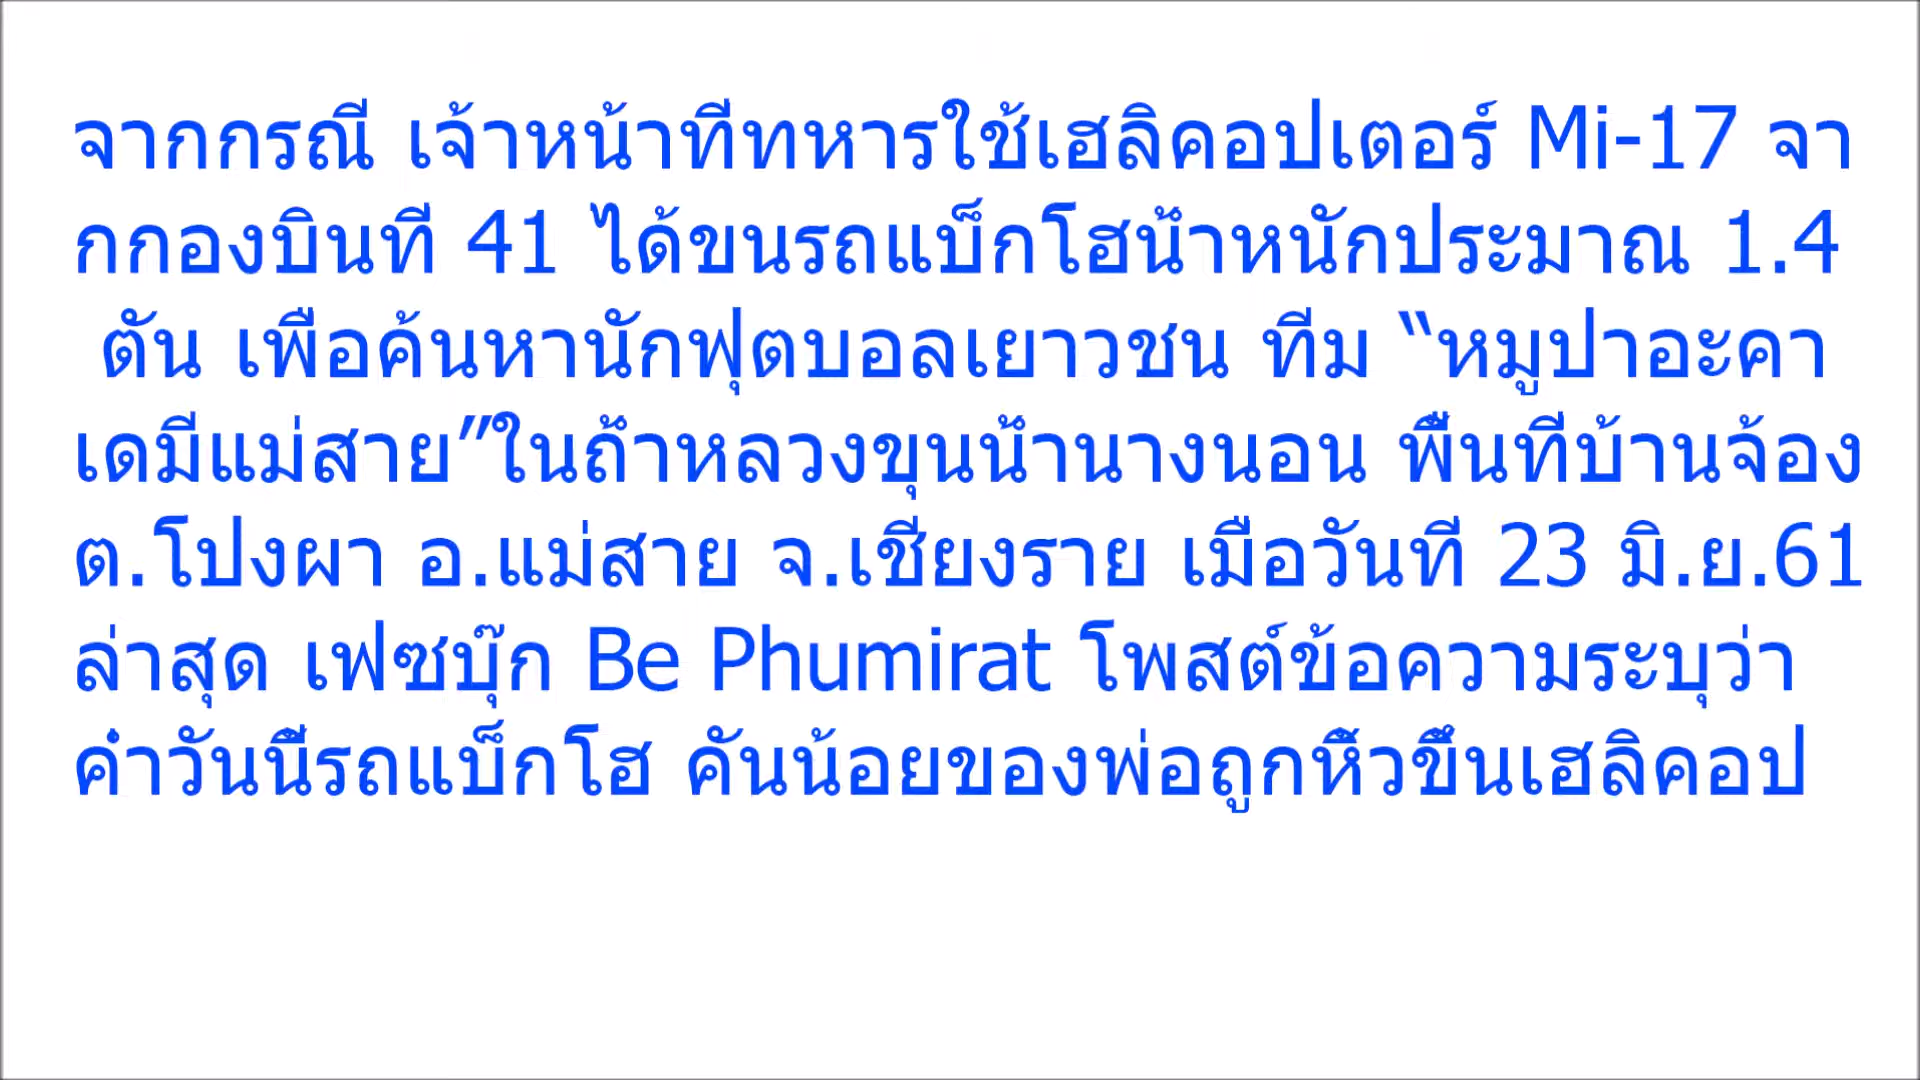 จากกรณี เจ้าหน้าที่ทหารใช้เฮลิคอปเตอร์ Mi-17 จา
กกองบินที่ 41 ได้ขนรถแบ็กโฮน้ำหนักประมาณ 1.4
ตัน เพื่อค้นหานักฟุตบอลเยาวชน ทีม “หมูป่าอะคา
เดมีแม่สาย”ในถ้ำหลวงขุนน้ำนางนอน พื้นที่บ้านจ้อง
ต.โป่งผา อ.แม่สาย จ.เชียงราย เมื่อวันที่ 23 มิ.ย.61
ล่าสุด เฟซบุ๊ก Be Phumirat โพสต์ข้อความระบุว่า
ค่ำวันนี้รถแบ็กโฮ คันน้อยของพ่อถูกหิ้วขึ้นเฮลิคอป